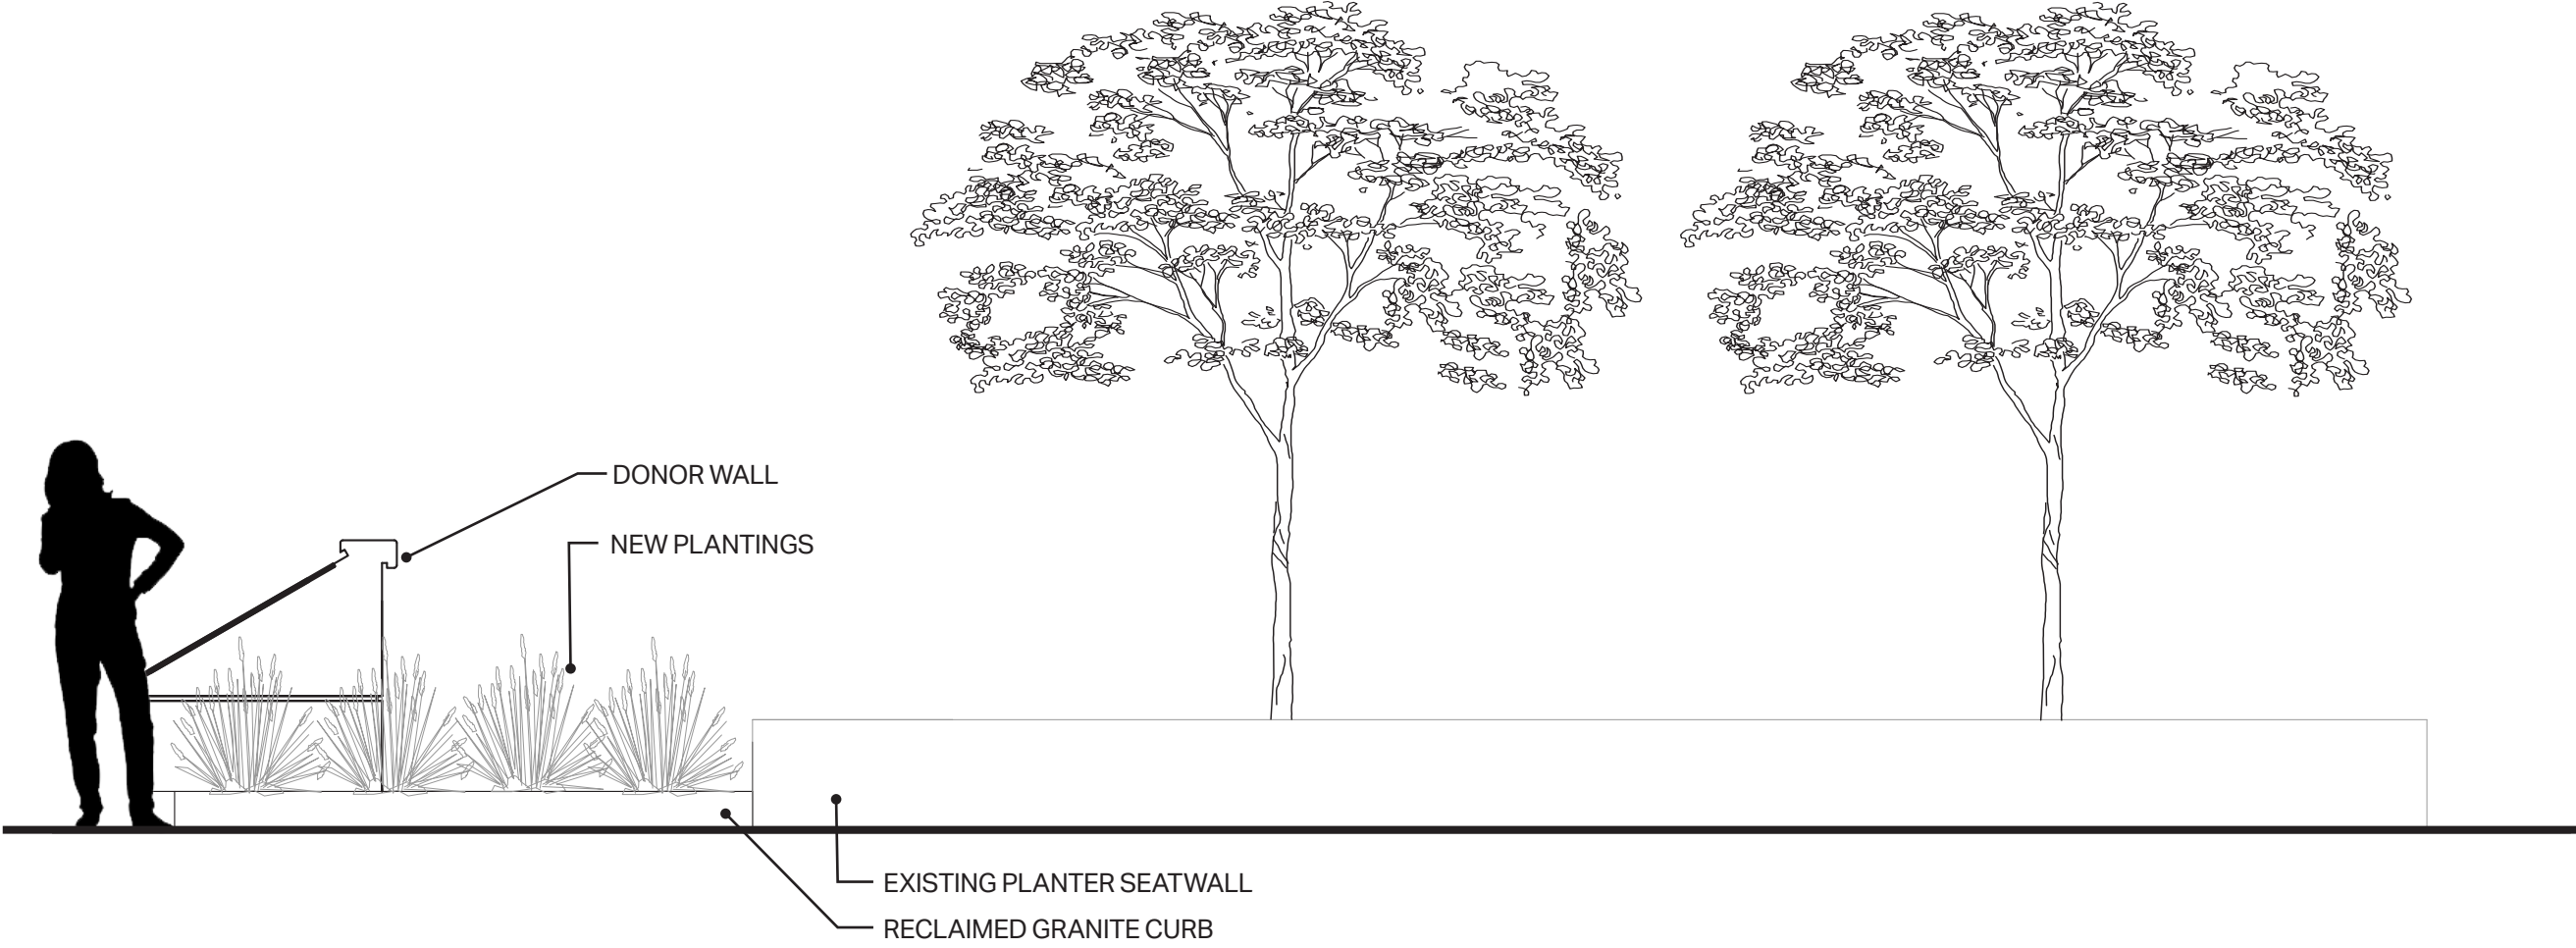 DONOR WALL
NEW PLANTINGS
EXISTING PLANTER SEATWALL
RECLAIMED GRANITE CURB